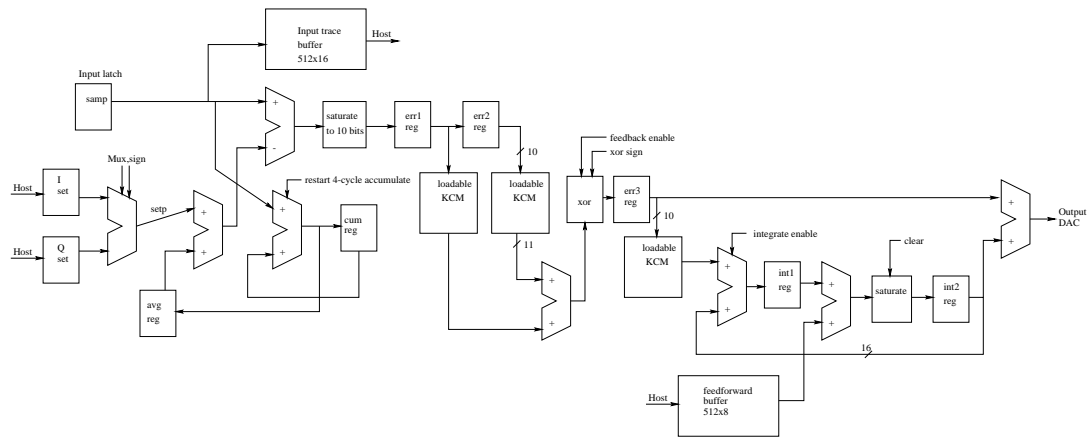 Input trace
buffer
512x16
Host
Input latch
samp
+
-
saturate
to 10 bits
err1
reg
err2
reg
10
feedback enable
xor sign
Mux,sign
Host
I
set
setp
+
+
restart 4-cycle accumulate
+
+
cum
reg
loadable
KCM
loadable
KCM
xor
err3
reg
10
+
+
Output
DAC
Host
Q
set
11
loadable
KCM
integrate enable
clear
+
+
int1
reg
+
+
saturate
int2
reg
avg
reg
+
+
16
Host
feedforward
buffer
512x8